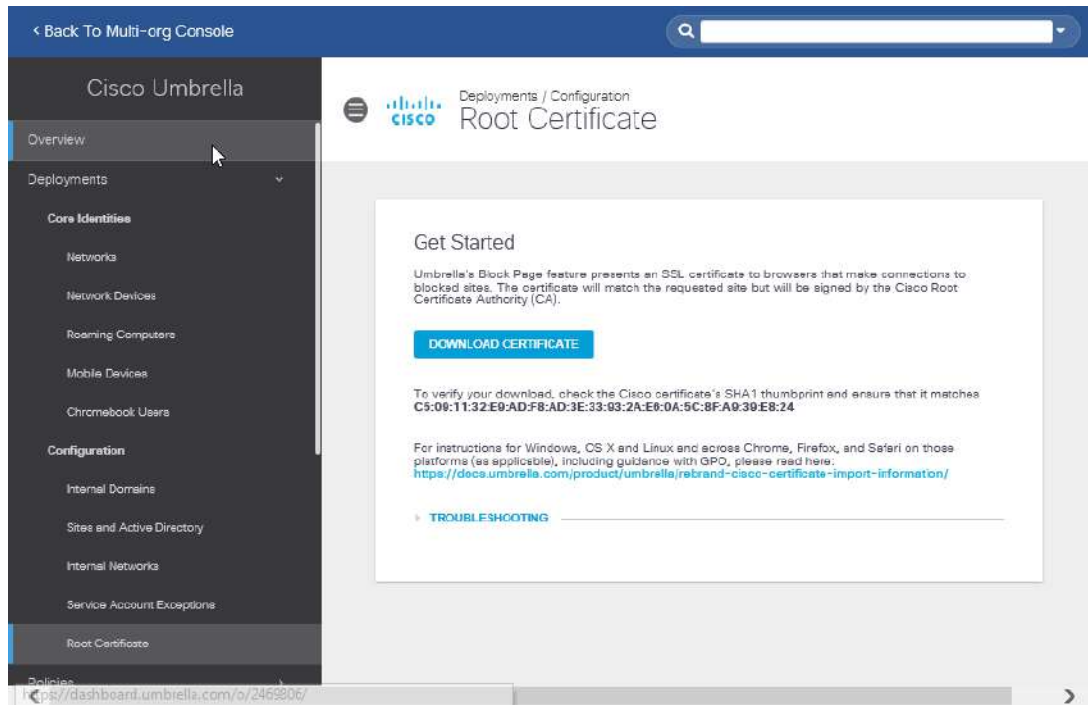 < Back To Multi-org Console
Cisco Umbrella
Overview
Deployments
Core Identities
Networks
Network Devices
Roaming Computers
Mobile Devices
Chromebook Users
Configuration
Internal Domains
Sites and Active Directory
Internal Networks
Service Account Exceptions
Root Certificate
Policies
https://dashboard.umbrella.com/o/2469806/
cisco
Deployments / Configuration
Root Certificate
Get Started
Umbrella's Block Page feature presents an SSL certificate to browsers that make connections to
blocked sites. The certificate will match the requested site but will be signed by the Cisco Root
Certificate Authority (CA).
DOWNLOAD CERTIFICATE
To verify your download, check the Cisco certificate's SHA1 thumbprint and ensure that it matches
C5:09:11:32:E9:AD:F8:AD:3E:33:93:2A:E6:0A:5C:8F:A9:39:E8:24
For instructions for Windows, OS X and Linux and across Chrome, Firefox, and Safari on those
platforms (as applicable), including guidance with GPO, please read here:
https://docs.umbrella.com/product/umbrella/rebrand-cisco-certificate-import-information/
TROUBLESHOOTING